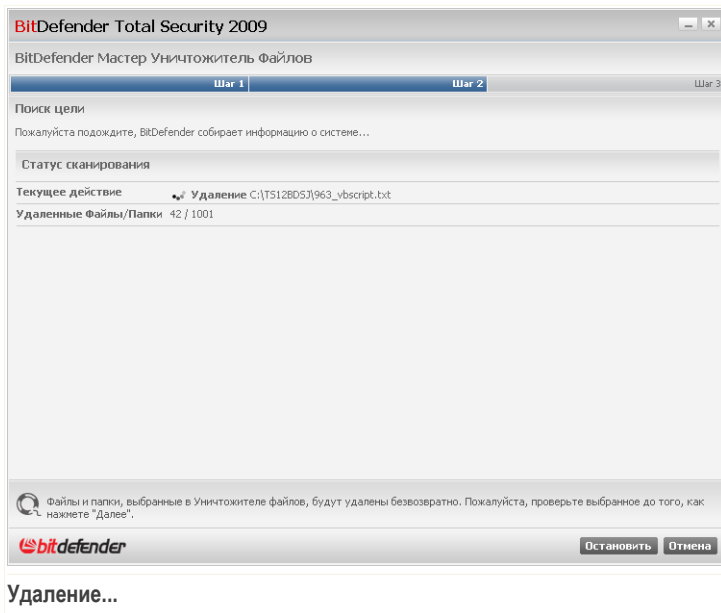 BitDefender Total Security 2009
BitDefender Мастер Уничтожитель Файлов
Шаг 1 Шаг 2 Шаг 3
Поиск цели
Пожалуйста подождите, BitDefender собирает информацию о системе...
Статус сканирования
Текущее действие Удаление C:\TS12BDSJ\963_vbscript.txt
Удаленные Файлы/Папки 42 / 1001
Файлы и папки, выбранные в Уничтожителе файлов, будут удалены безвозвратно. Пожалуйста, проверьте выбранное до того, как
нажмете "Далее".
bitdefender Остановить Отмена
Удаление...